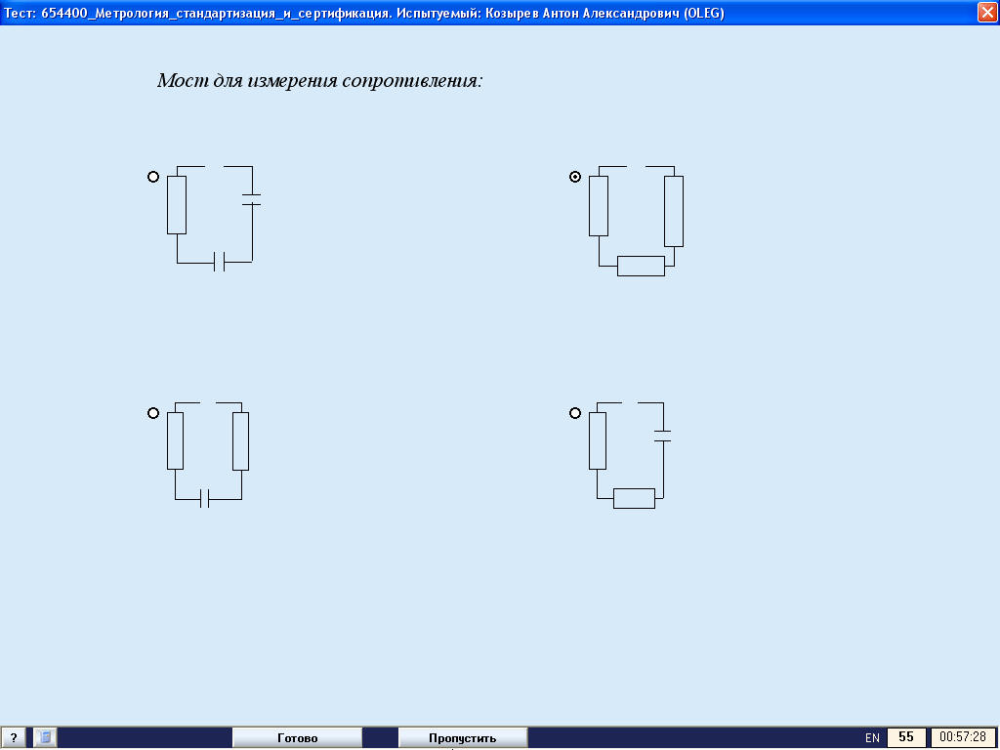 Тест: 654400_Метрология_стандартизация_и_сертификация. Испытуемый: Козырев Антон Александрович (OLEG)
Мост для измерения сопротивления:
? Готово Пропустить EN 55 00:57:28